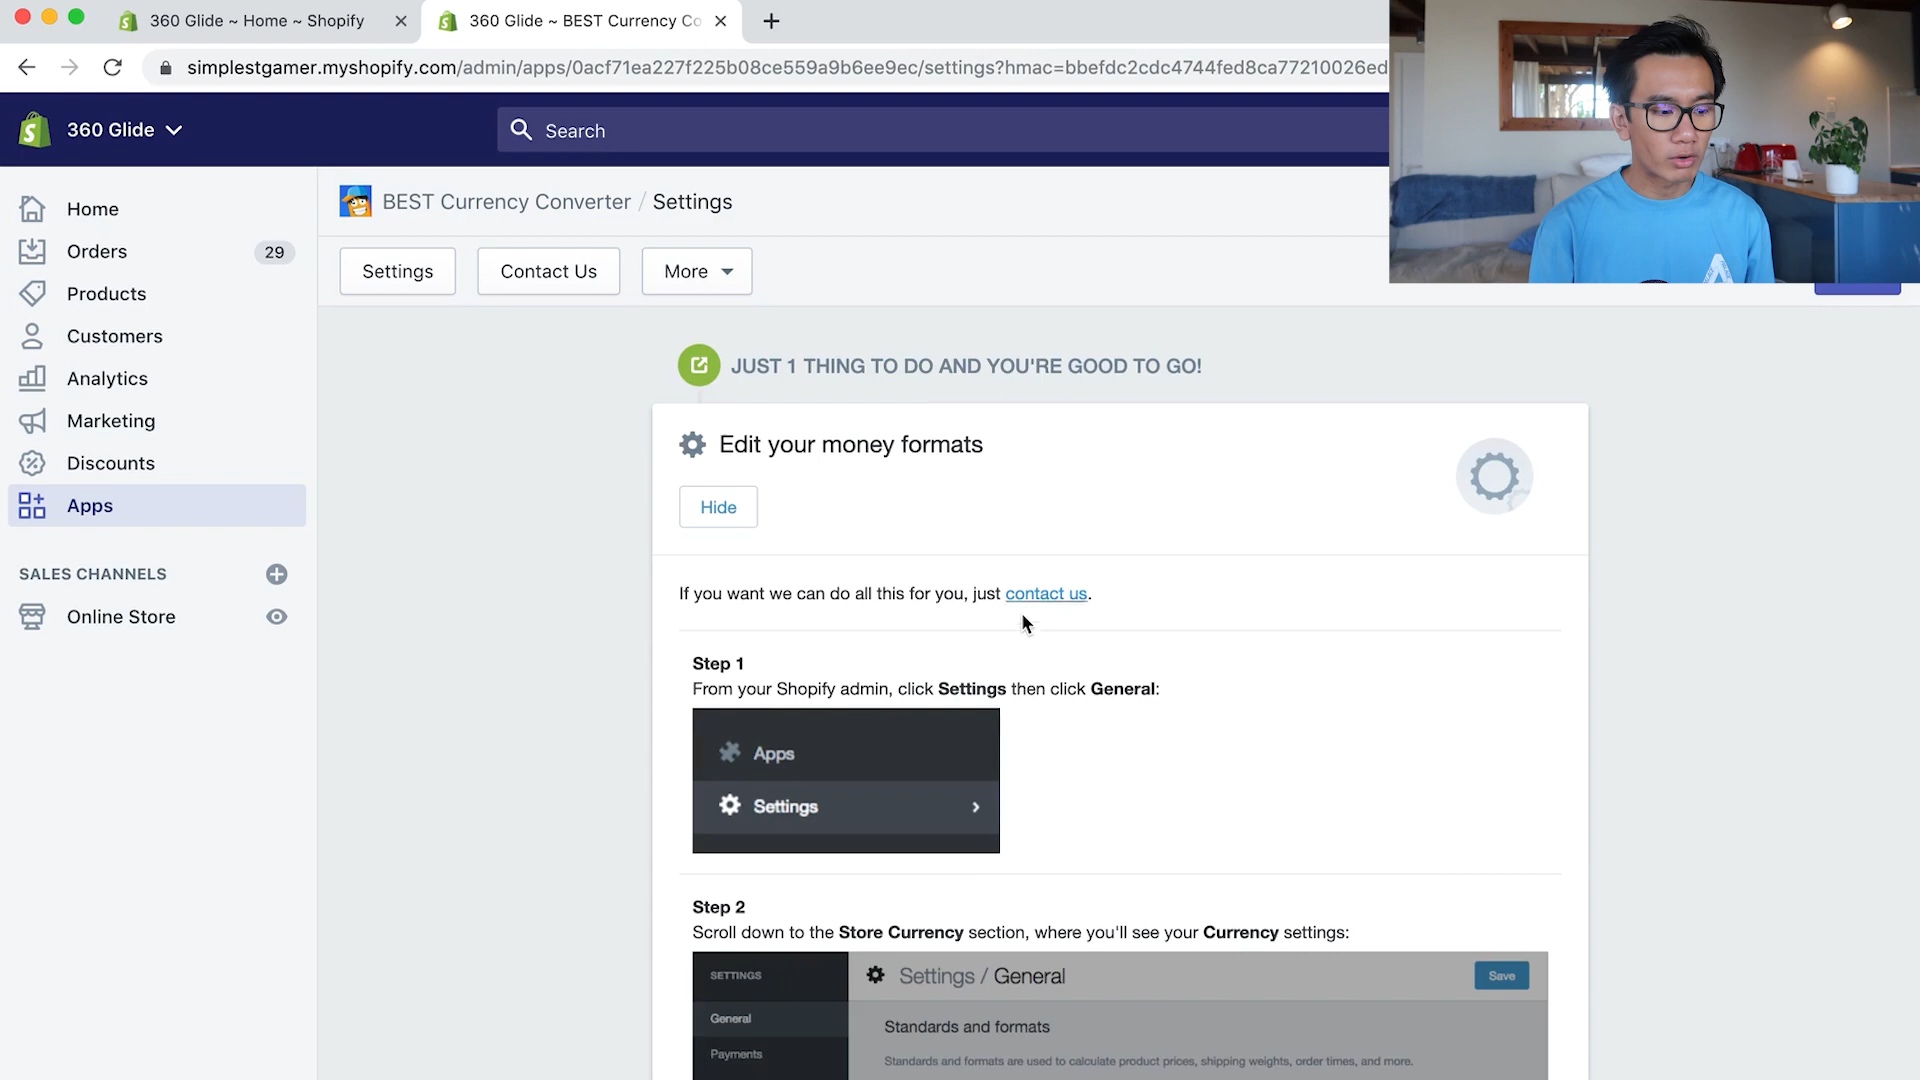 360 Glide ~ Home ~ Shopify
360 Glide ~ BEST Currency Co
simplestgamer.myshopify.com/admin/apps/0acf71ea227f225b08ce559a9b6ee9ec/settings?hmac=bbefdc2cdc4744fed8ca77210026ed
360 Glide
Search
Home
Orders
29
Products
Customers
Analytics
Marketing
Discounts
Apps
SALES CHANNELS
Online Store
BEST Currency Converter / Settings
Settings
Contact Us
More
JUST 1 THING TO DO AND YOU'RE GOOD TO GO!
Edit your money formats
Hide
If you want we can do all this for you, just contact us.
Step 1
From your Shopify admin, click Settings then click General:
Apps
Settings
Step 2
Scroll down to the Store Currency section, where you'll see your Currency settings:
SETTINGS
Settings / General
Save
General
Standards and formats
Payments
Standards and formats are used to calculate product prices, shipping weights, order times, and more.